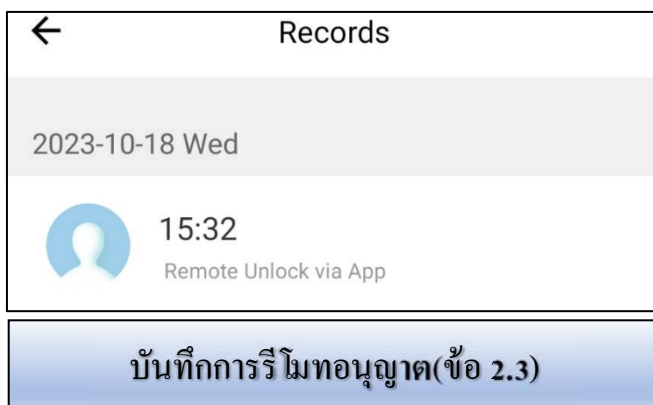 Records
2023-10-18 Wed
15:32
Remote Unlock via App
บันทึกการรีโมทอนุญาต(ข้อ 2.3)